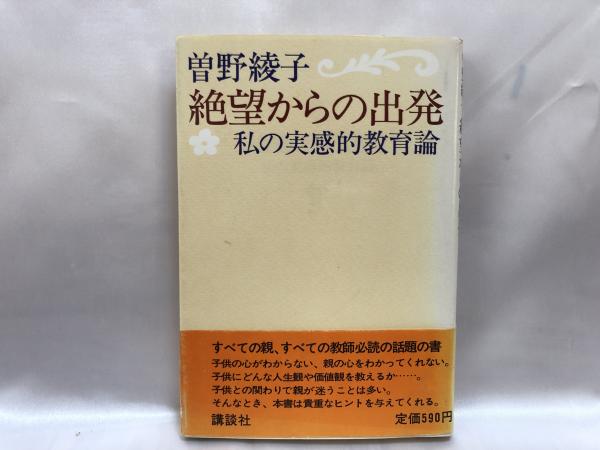 曽野綾子
絶望からの出発
私の実感的教育論
すべての親、すべての教師必読の話題の書
子供の心がわからない、親の心をわかってくれない。
子供にどんな人生観や価値観を教えるか……。
子供との関わりで親が迷うことは多い。
そんなとき、本書は貴重なヒントを与えてくれる。
講談社
定価590円